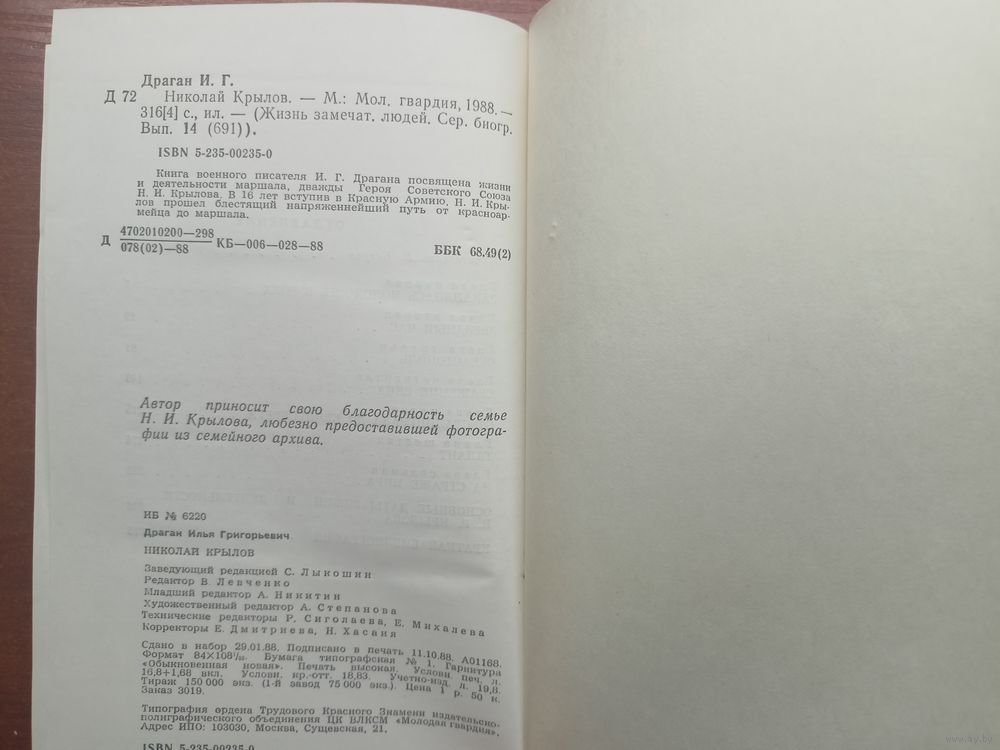 Драган И. Г.
Д 72 Николай Крылов. — М.: Мол. гвардия, 1988. —
316[4] с., ил. — (Жизнь замечат. людей. Сер. биогр.
Вып. 14 (691)).
ISBN 5-235-00235-0
Книга военного писателя И. Г. Драгана посвящена жизни
и деятельности маршала, дважды Героя Советского Союза
Н. И. Крылова. В 16 лет вступив в Красную Армию, Н. И. Кры-
лов прошел блестящий напряженнейший путь от красноар-
мейца до маршала.
Д 4702010200—298
078(02)—88 КБ—006—028—88 ББК 68.49(2)
Автор приносит свою благодарность семье
Н. И. Крылова, любезно предоставившей фотогра-
фии из семейного архива.
ИБ № 6220
Драган Илья Григорьевич
НИКОЛАЙ КРЫЛОВ
Заведующий редакцией С. Лыкошин
Редактор В. Левченко
Младший редактор А. Никитин
Художественный редактор А. Степанова
Технические редакторы Р. Сиголаева, Е. Михалева
Корректоры Е. Дмитриева, Н. Хасаия
Сдано в набор 29.01.88. Подписано в печать 11.10.88. А01168.
Формат 84×108¹/₃₂. Бумага типографская № 1. Гарнитура
«Обыкновенная новая». Печать высокая. Услови. печ. л.
16,8+1,68 вкл. Услови. кр.-отт. 18,83. Учетно-изд. л. 19,8.
Тираж 150 000 экз. (1-й завод 75 000 экз.). Цена 1 р. 50 к.
Заказ 3019.
Типография ордена Трудового Красного Знамени издательско-
полиграфического объединения ЦК ВЛКСМ «Молодая гвардия».
Адрес ИПО: 103030, Москва, Сущевская, 21.
ISBN 5-235-00235-0
www.ay.by